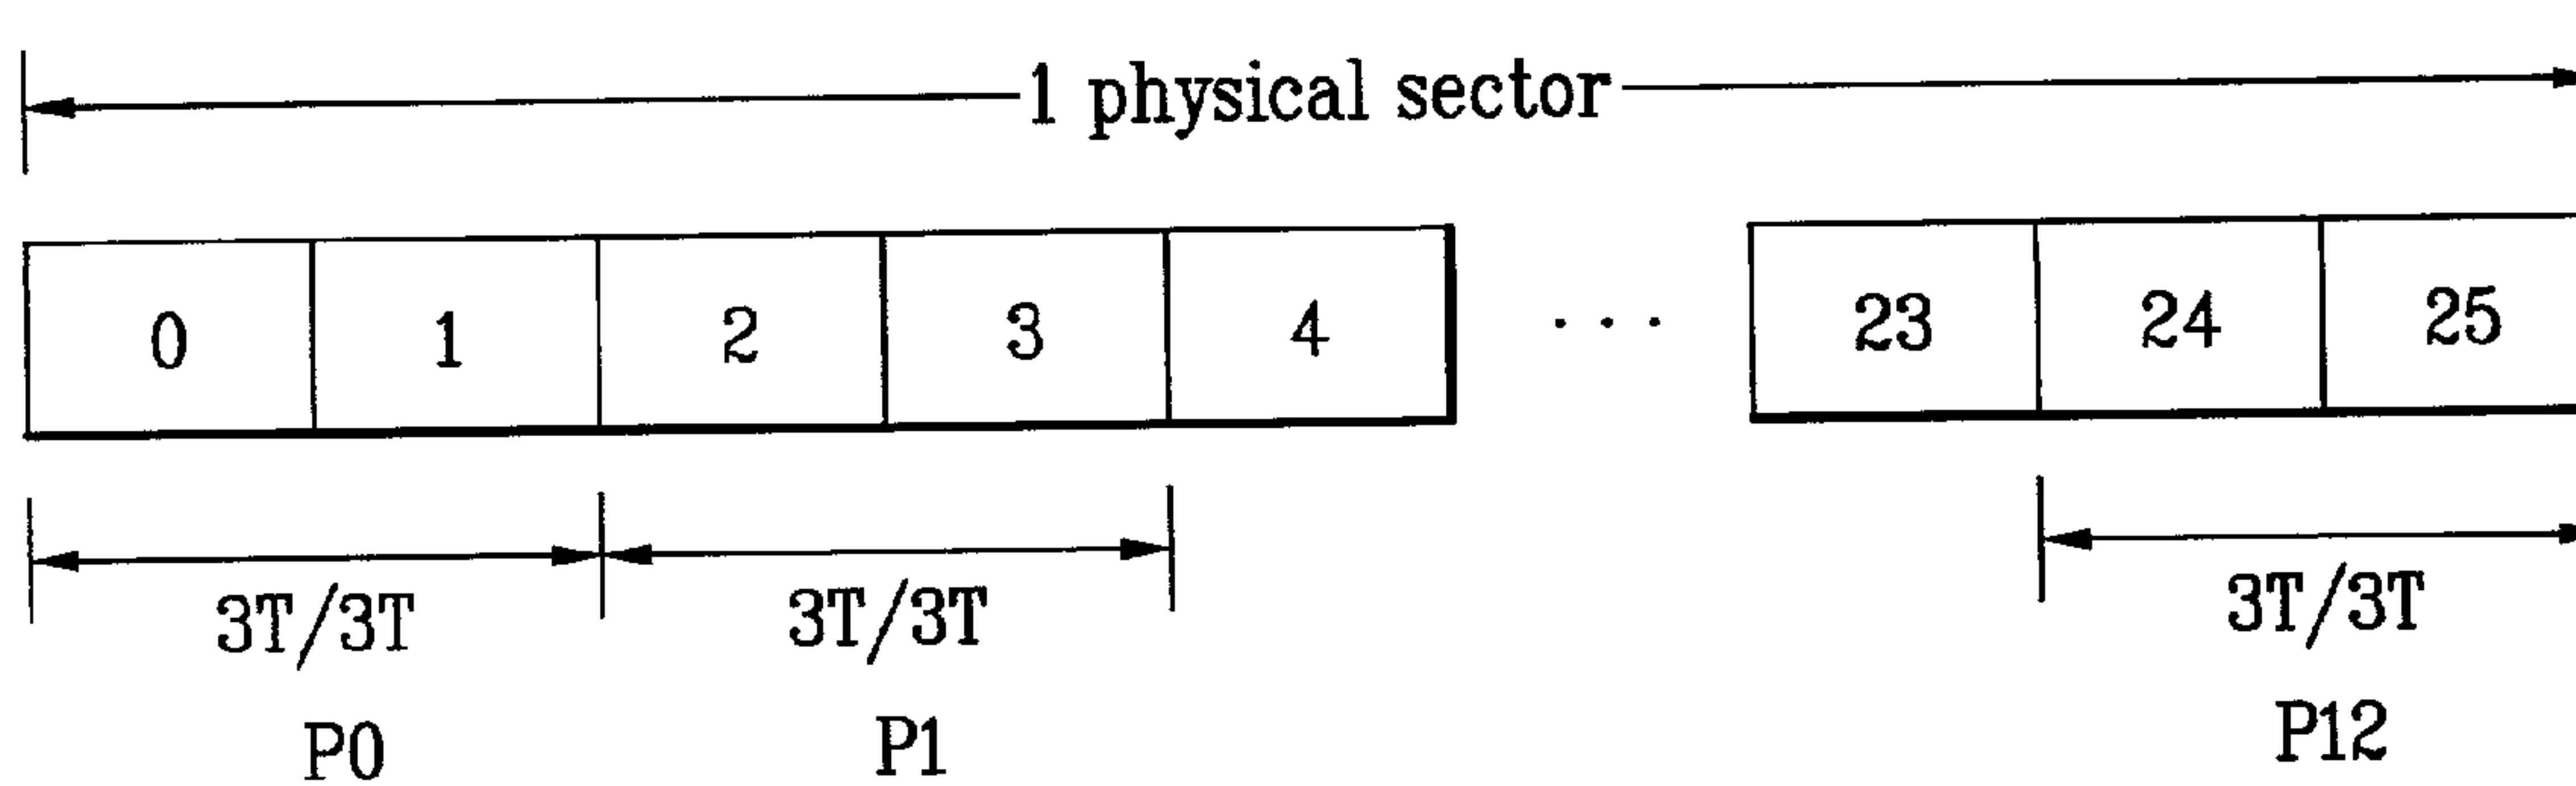 1 physical sector
0 1 2 3 4 ... 23 24 25
3T/3T 3T/3T 3T/3T
P0 P1 P12